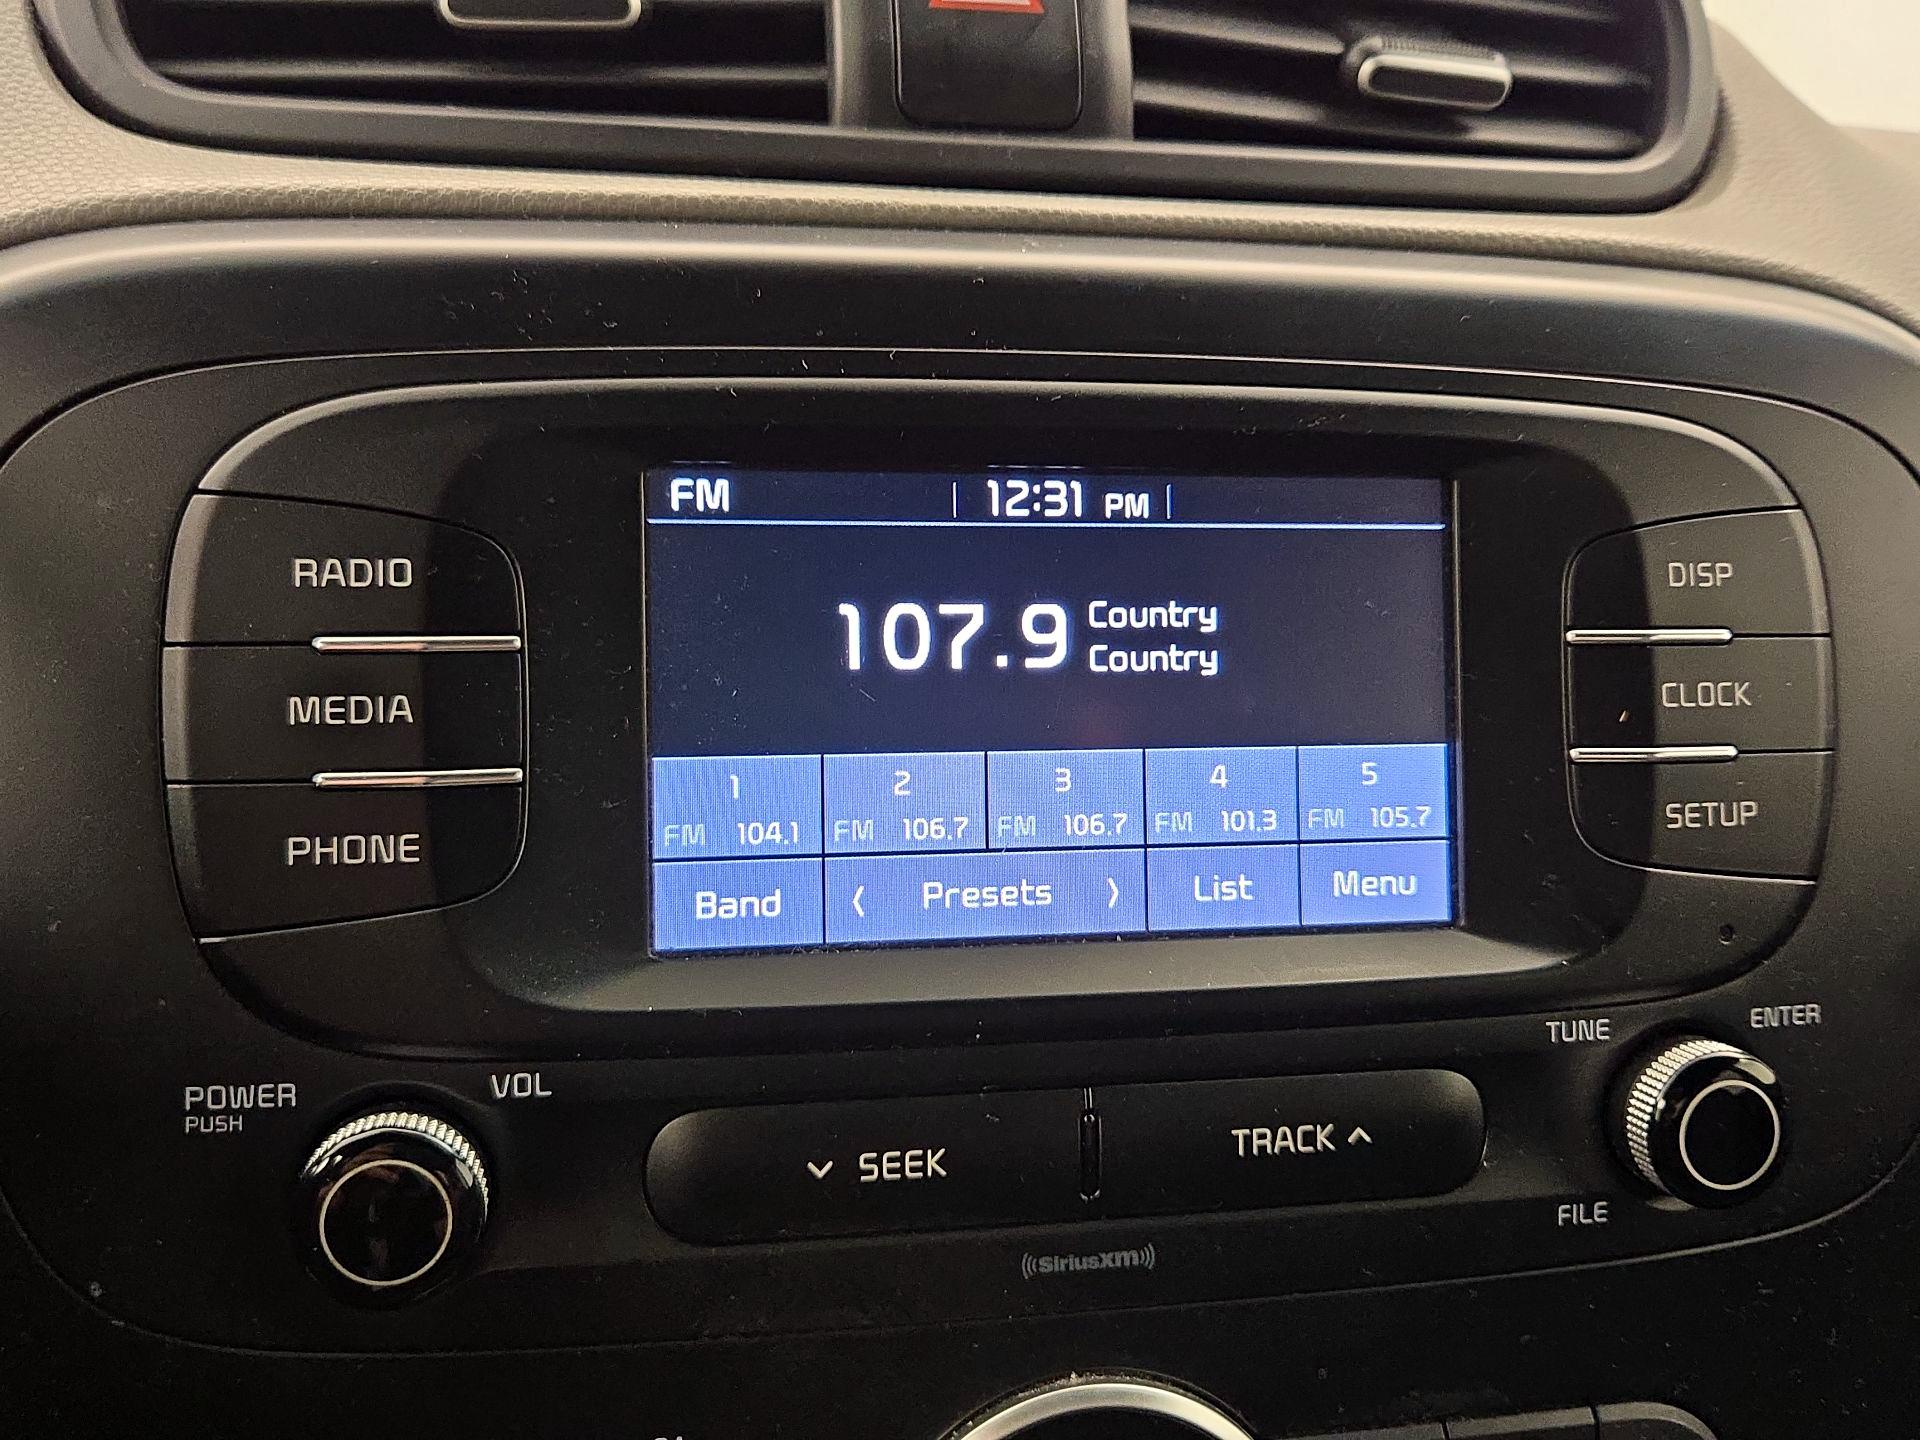 FM 12:31 PM
107.9 Country
Country
1 2 3 4 5
FM 104.1 FM 106.7 FM 106.7 FM 101.3 FM 105.7
Band ⟨ Presets ⟩ List Menu
RADIO
MEDIA
PHONE
DISP
CLOCK
SETUP
POWER
PUSH
VOL
SEEK
TRACK
TUNE
ENTER
FILE
SiriusXM